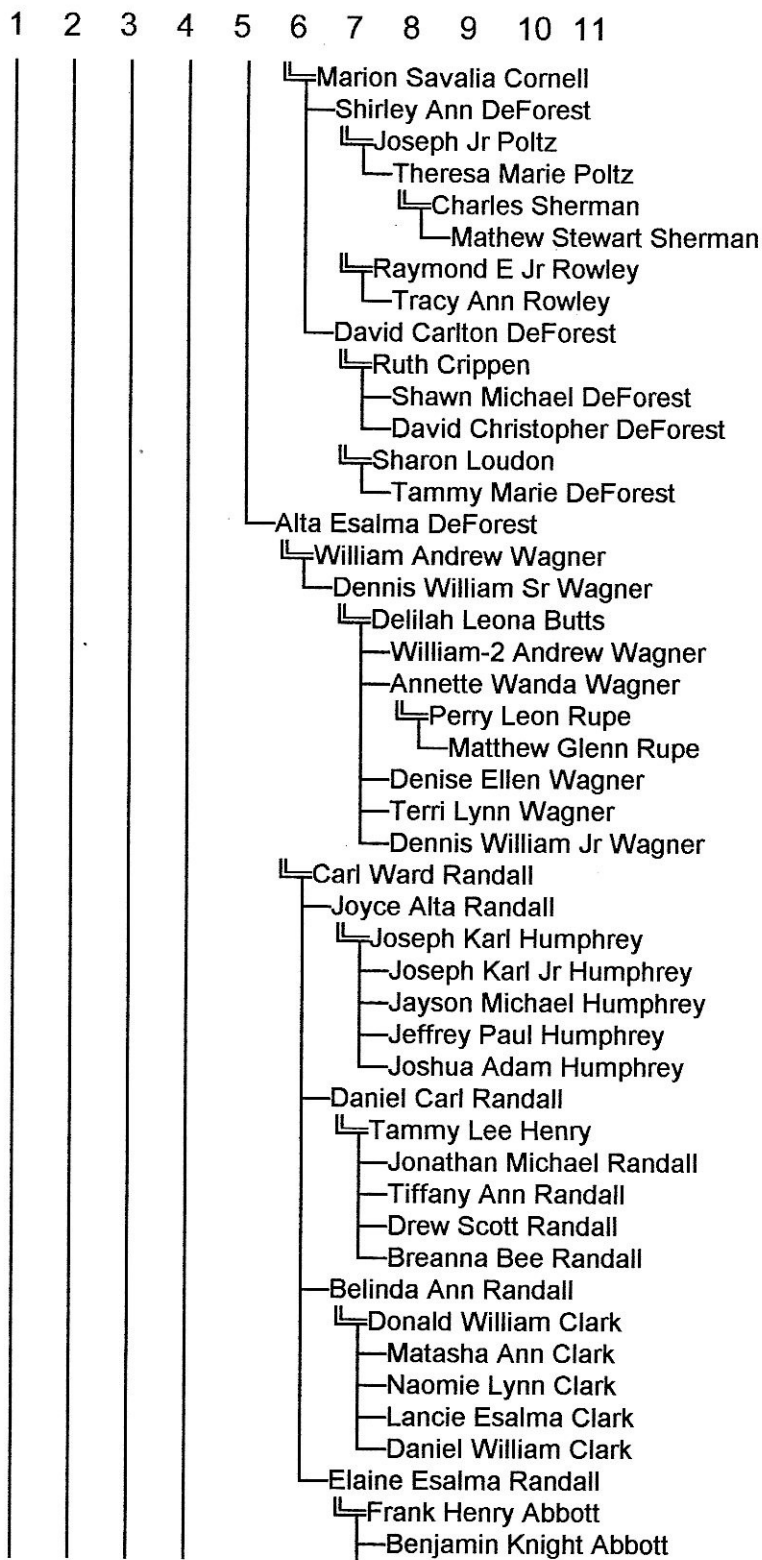 1 2 3 4 5 6 7 8 9 10 11
Marion Savalia Cornell
Shirley Ann DeForest
Joseph Jr Poltz
Theresa Marie Poltz
Charles Sherman
Mathew Stewart Sherman
Raymond E Jr Rowley
Tracy Ann Rowley
David Carlton DeForest
Ruth Crippen
Shawn Michael DeForest
David Christopher DeForest
Sharon Loudon
Tammy Marie DeForest
Alta Esalma DeForest
William Andrew Wagner
Dennis William Sr Wagner
Delilah Leona Butts
William-2 Andrew Wagner
Annette Wanda Wagner
Perry Leon Rupe
Matthew Glenn Rupe
Denise Ellen Wagner
Terri Lynn Wagner
Dennis William Jr Wagner
Carl Ward Randall
Joyce Alta Randall
Joseph Karl Humphrey
Joseph Karl Jr Humphrey
Jayson Michael Humphrey
Jeffrey Paul Humphrey
Joshua Adam Humphrey
Daniel Carl Randall
Tammy Lee Henry
Jonathan Michael Randall
Tiffany Ann Randall
Drew Scott Randall
Breanna Bee Randall
Belinda Ann Randall
Donald William Clark
Matasha Ann Clark
Naomie Lynn Clark
Lancie Esalma Clark
Daniel William Clark
Elaine Esalma Randall
Frank Henry Abbott
Benjamin Knight Abbott